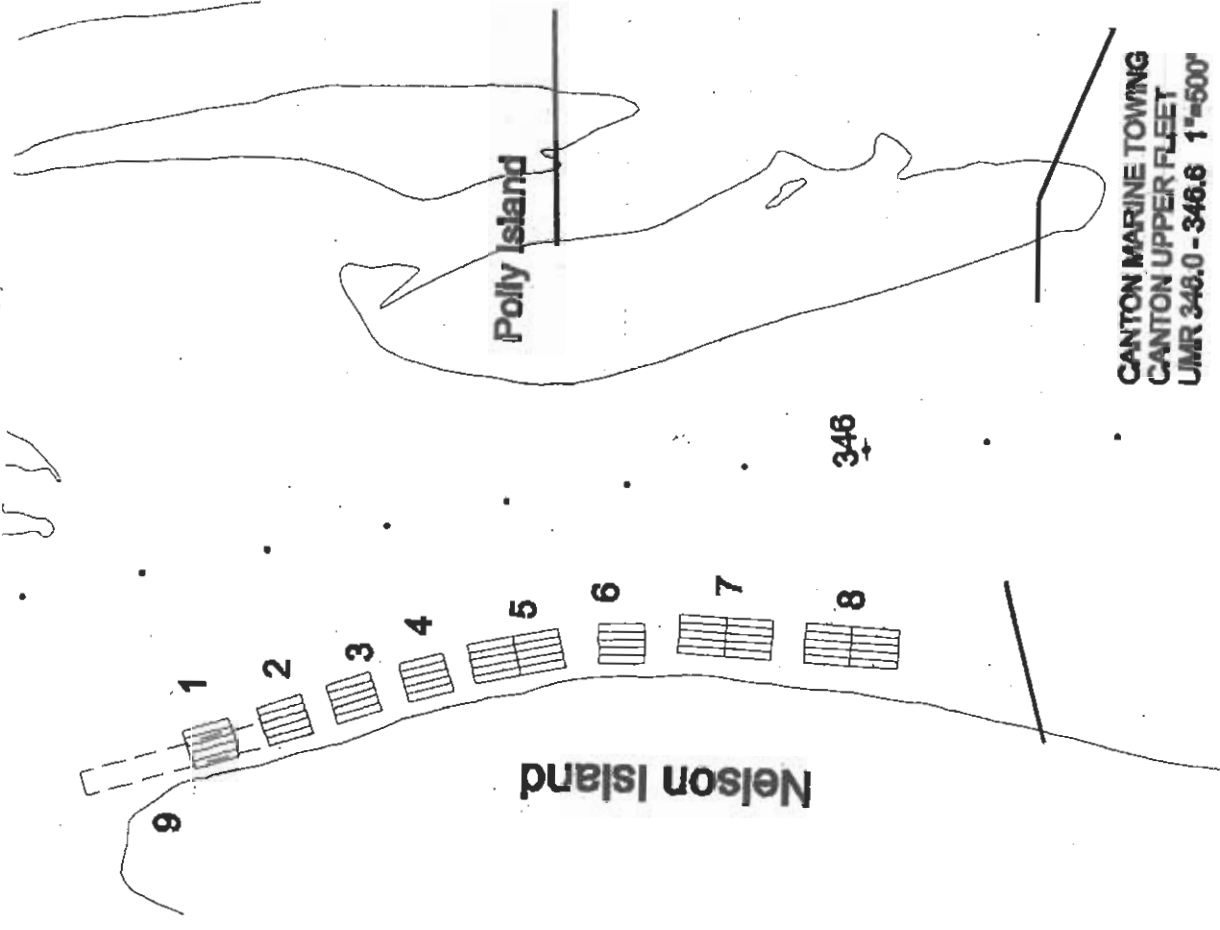 Polly Island
346
1
2
3
4
5
6
7
8
9
Nelson Island
CANTON MARINE TOWING
CANTON UPPER FLEET
UMR 346.0 - 346.6 1"=500'